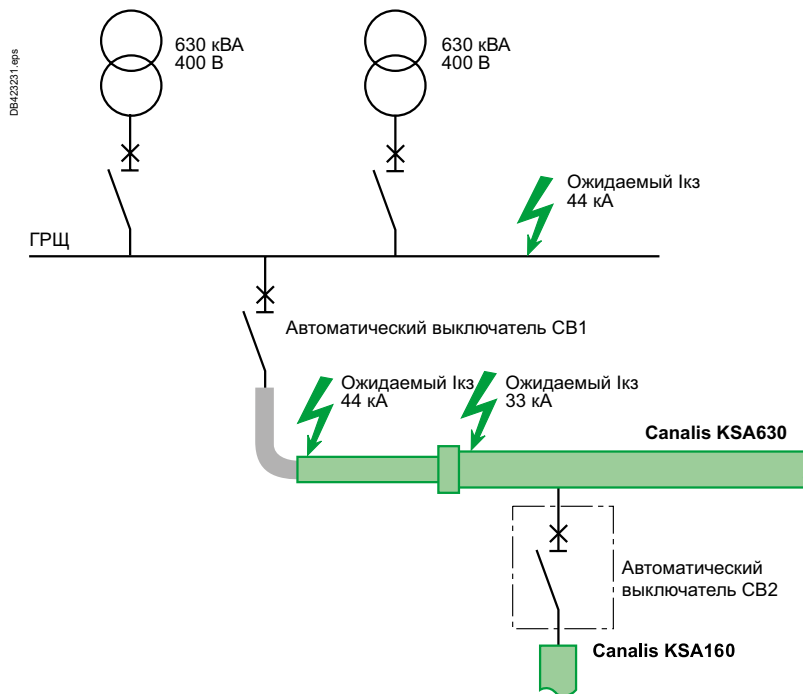 DB423231.eps
630 кВА
400 В
630 кВА
400 В
Ожидаемый Iкз
44 кА
ГРЩ
Автоматический выключатель CB1
Ожидаемый Iкз
44 кА
Ожидаемый Iкз
33 кА
Canalis KSA630
Автоматический
выключатель CB2
Canalis KSA160